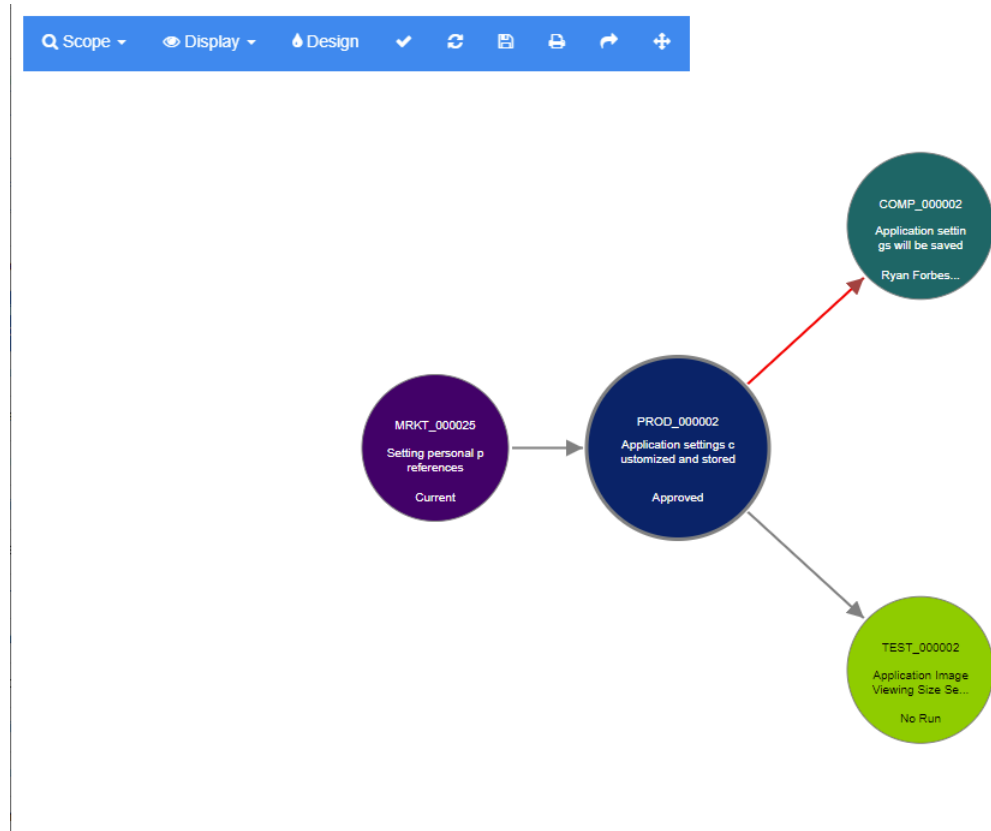 Scope Display Design
COMP_000002
Application settin
gs will be saved
Ryan Forbes...
MRKT_000025
Setting personal p
references
Current
PROD_000002
Application settings c
ustomized and stored
Approved
TEST_000002
Application Image
Viewing Size Se...
No Run